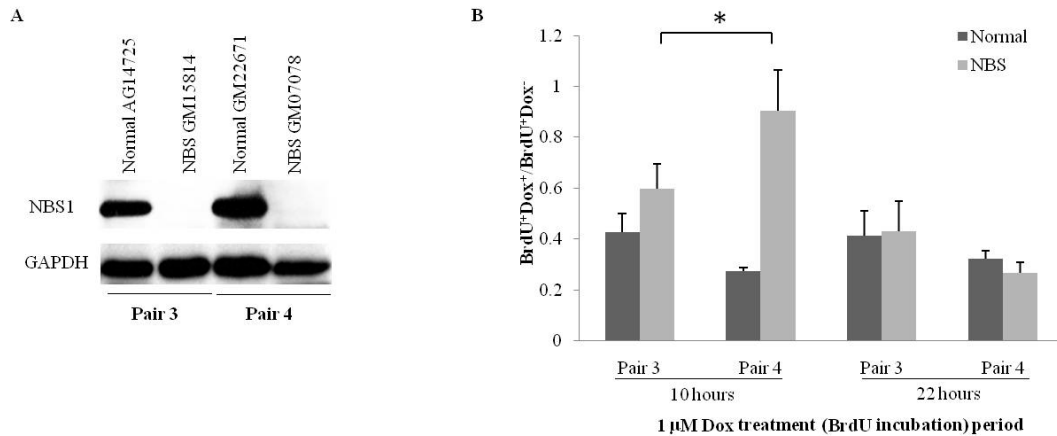 A
Normal AG14725
NBS GM15814
Normal GM22671
NBS GM07078
NBS1
GAPDH
Pair 3
Pair 4
B
*
Normal
NBS
BrdU⁺Dox⁺/BrdU⁺Dox⁻
1.2
1
0.8
0.6
0.4
0.2
0
Pair 3
Pair 4
Pair 3
Pair 4
10 hours
22 hours
1 µM Dox treatment (BrdU incubation) period